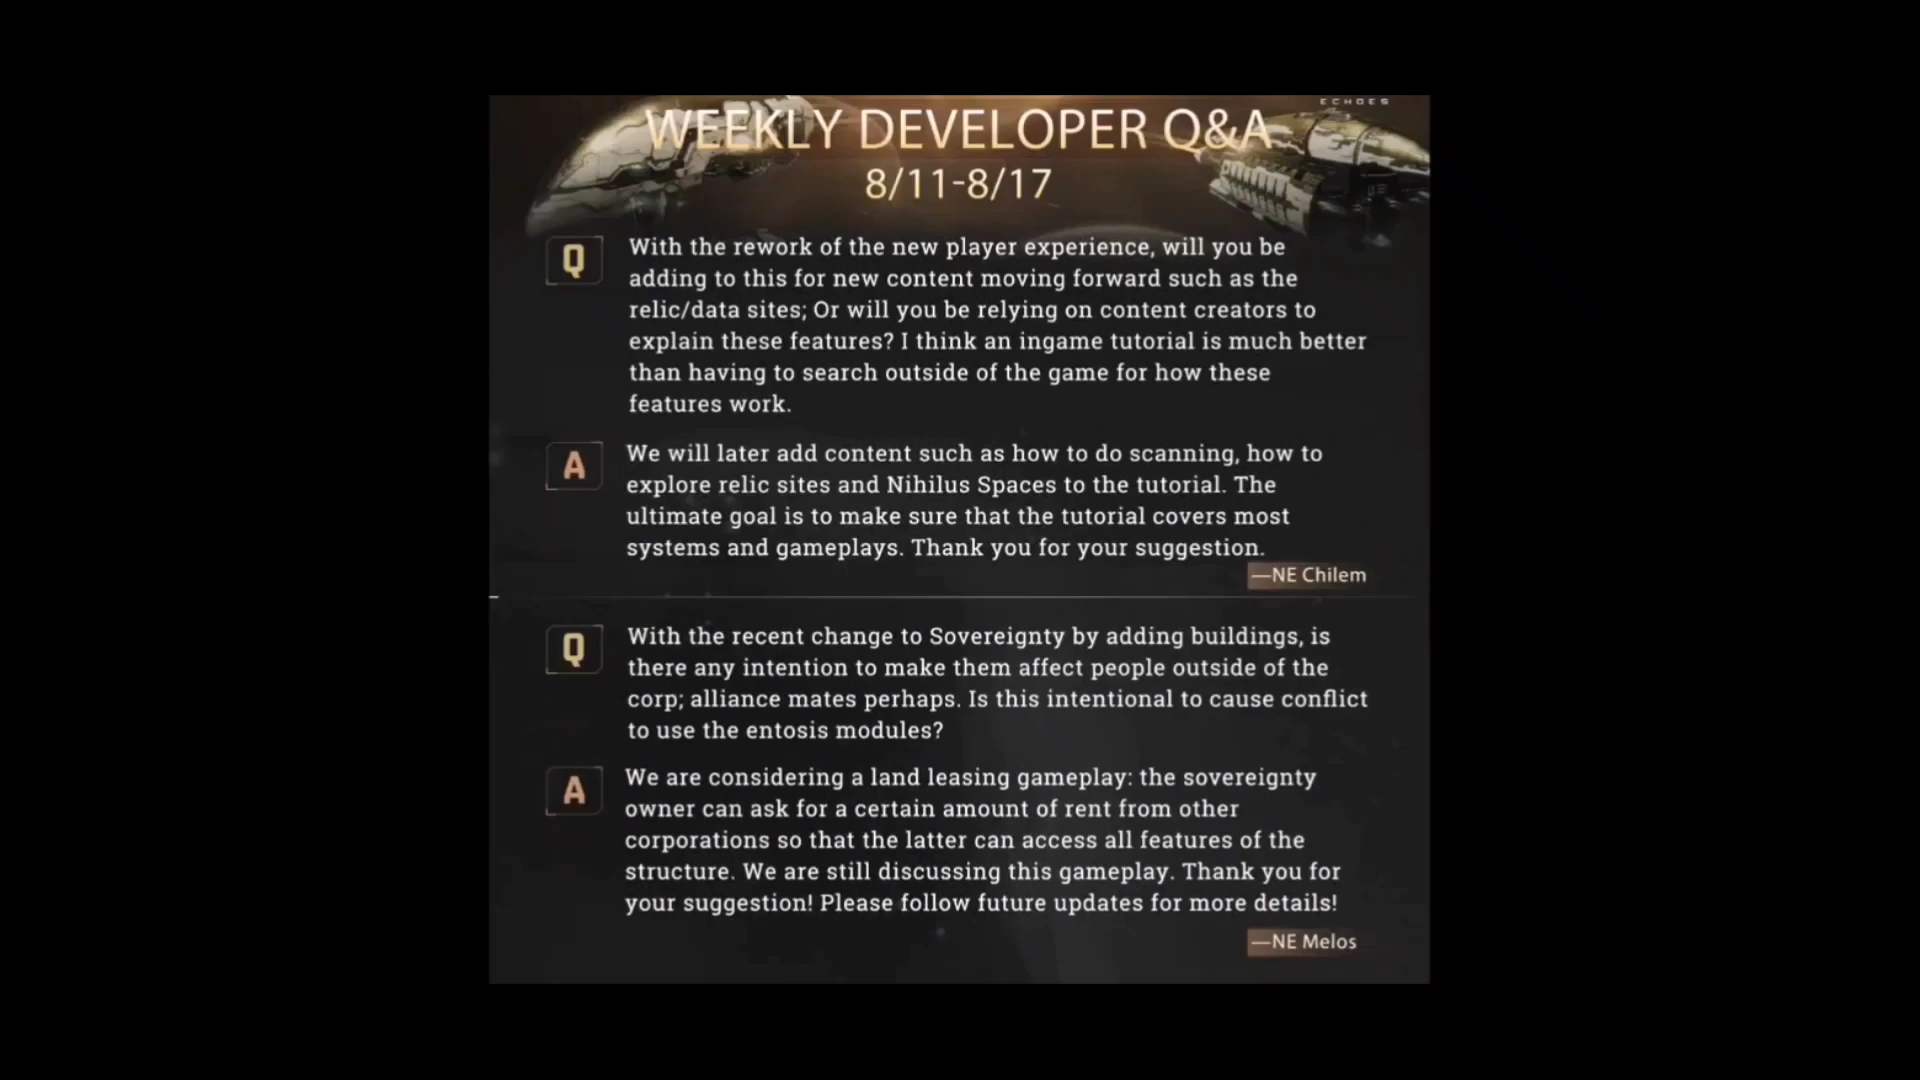 ECHOES
WEEKLY DEVELOPER Q&A
8/11-8/17
Q
With the rework of the new player experience, will you be
adding to this for new content moving forward such as the
relic/data sites; Or will you be relying on content creators to
explain these features? I think an ingame tutorial is much better
than having to search outside of the game for how these
features work.
A
We will later add content such as how to do scanning, how to
explore relic sites and Nihilus Spaces to the tutorial. The
ultimate goal is to make sure that the tutorial covers most
systems and gameplays. Thank you for your suggestion.
—NE Chilem
Q
With the recent change to Sovereignty by adding buildings, is
there any intention to make them affect people outside of the
corp; alliance mates perhaps. Is this intentional to cause conflict
to use the entosis modules?
A
We are considering a land leasing gameplay: the sovereignty
owner can ask for a certain amount of rent from other
corporations so that the latter can access all features of the
structure. We are still discussing this gameplay. Thank you for
your suggestion! Please follow future updates for more details!
—NE Melos